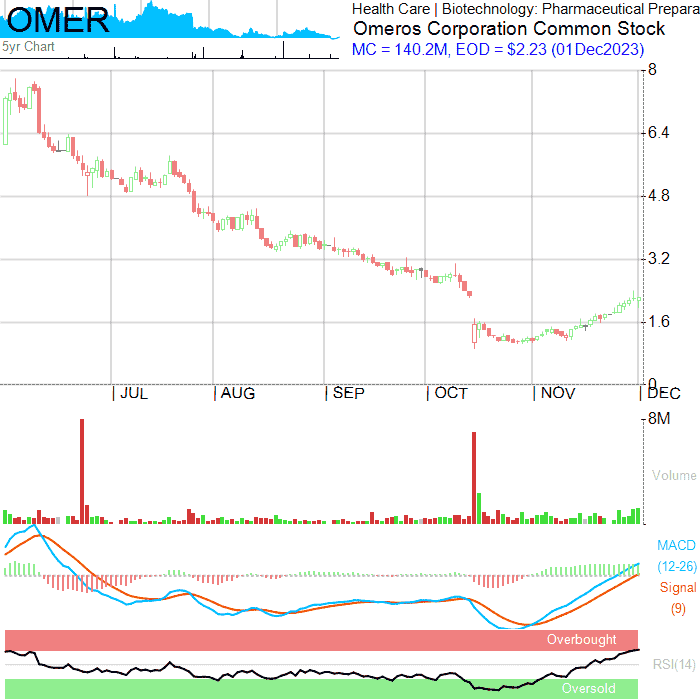 OMER
5yr Chart
Health Care | Biotechnology: Pharmaceutical Prepara
Omeros Corporation Common Stock
MC = 140.2M, EOD = $2.23 (01Dec2023)
8
6.4
4.8
3.2
1.6
0
JUL AUG SEP OCT NOV DEC
8M
Volume
MACD
(12-26)
Signal
(9)
Overbought
RSI(14)
Oversold